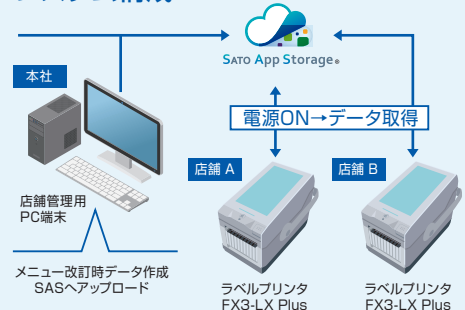 SATO App Storage®
本社
電源ON→データ取得
店舗 A
店舗 B
店舗管理用
PC端末
メニュー改訂時データ作成
SASへアップロード
ラベルプリンタ
FX3-LX Plus
ラベルプリンタ
FX3-LX Plus